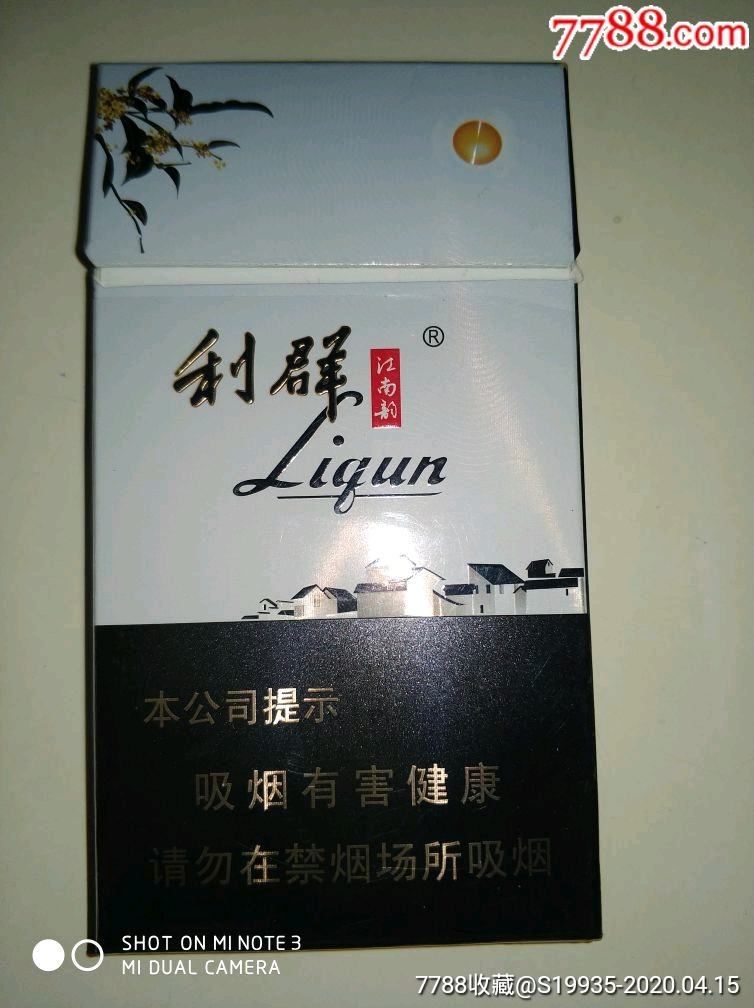 7788.com
利群
江南韵
®
Liqun
本公司提示
吸烟有害健康
请勿在禁烟场所吸烟
SHOT ON MI NOTE 3
MI DUAL CAMERA
7788收藏@S19935-2020.04.15